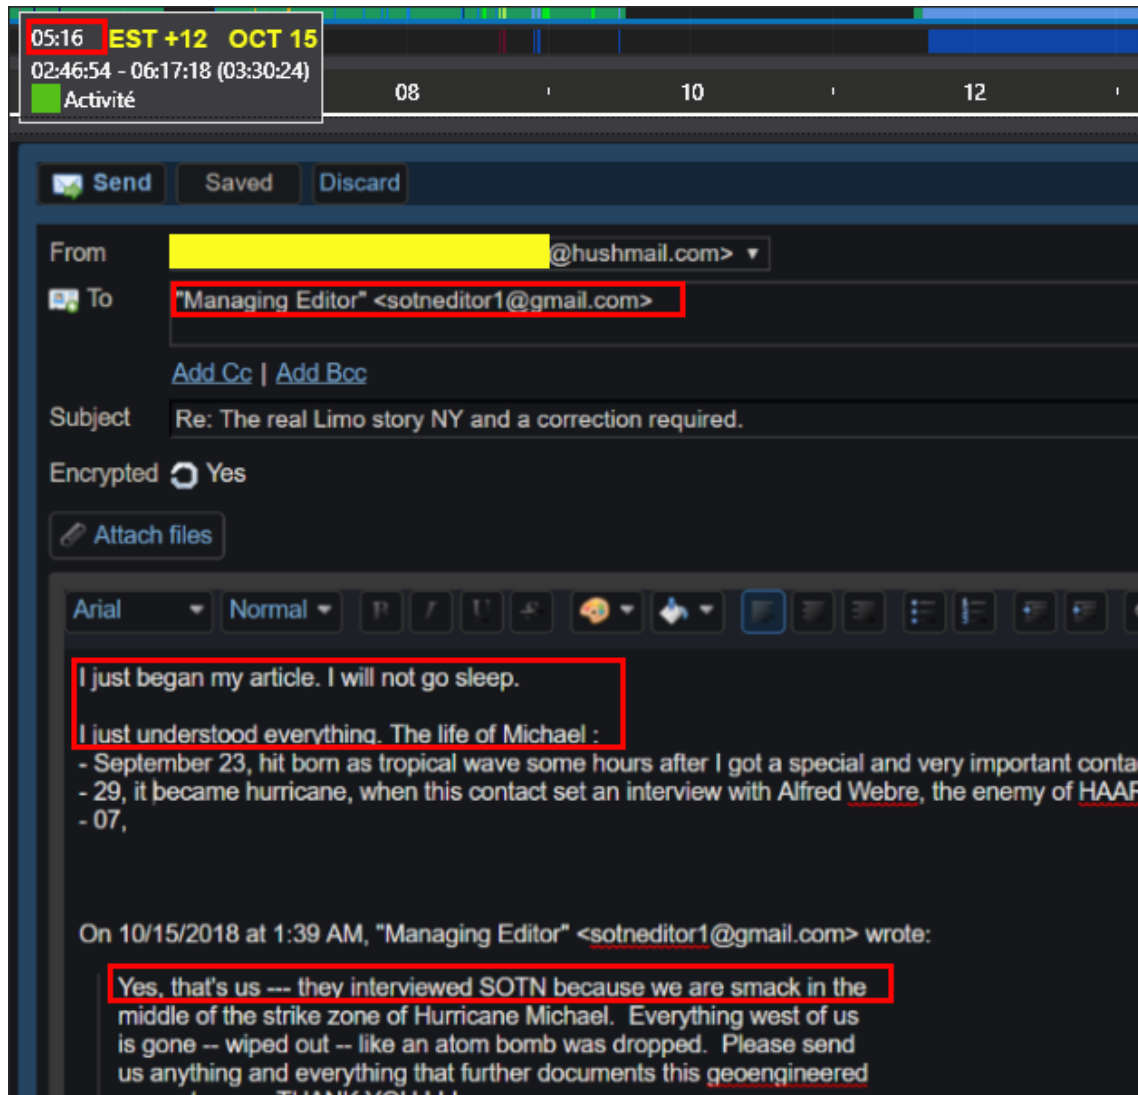 05:16 EST +12 OCT 15
02:46:54 - 06:17:18 (03:30:24)
Activité
08 10 12
Send Saved Discard
From @hushmail.com> ▼
To "Managing Editor" <sotneditor1@gmail.com>
Add Cc | Add Bcc
Subject Re: The real Limo story NY and a correction required.
Encrypted Yes
Attach files
Arial Normal B I U S
I just began my article. I will not go sleep.
I just understood everything. The life of Michael :
- September 23, hit born as tropical wave some hours after I got a special and very important
- 29, it became hurricane, when this contact set an interview with Alfred Webre, the enemy of
- 07,
On 10/15/2018 at 1:39 AM, "Managing Editor" <sotneditor1@gmail.com> wrote:
Yes, that's us --- they interviewed SOTN because we are smack in the
middle of the strike zone of Hurricane Michael. Everything west of us
is gone -- wiped out -- like an atom bomb was dropped. Please send
us anything and everything that further documents this geoengineered